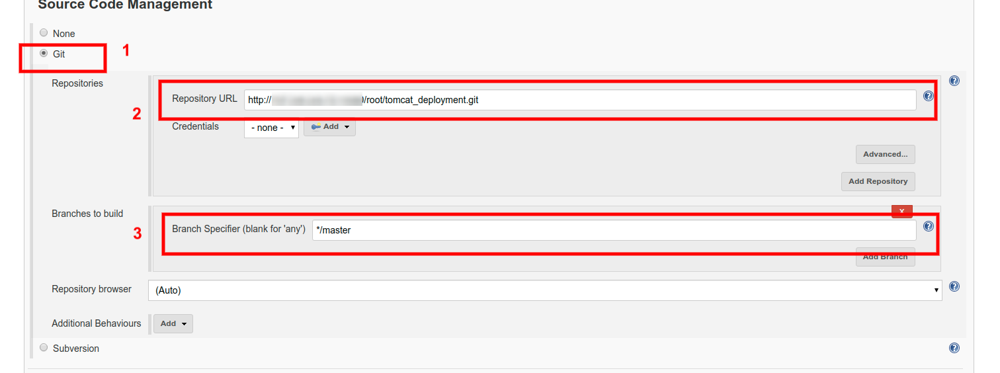 Source Code Management
None
Git
1
Repositories
2
Repository URL
http:// /root/tomcat_deployment.git
Credentials
- none -
Add
Advanced...
Add Repository
Branches to build
X
3
Branch Specifier (blank for 'any')
*/master
Add Branch
Repository browser
(Auto)
Additional Behaviours
Add
Subversion